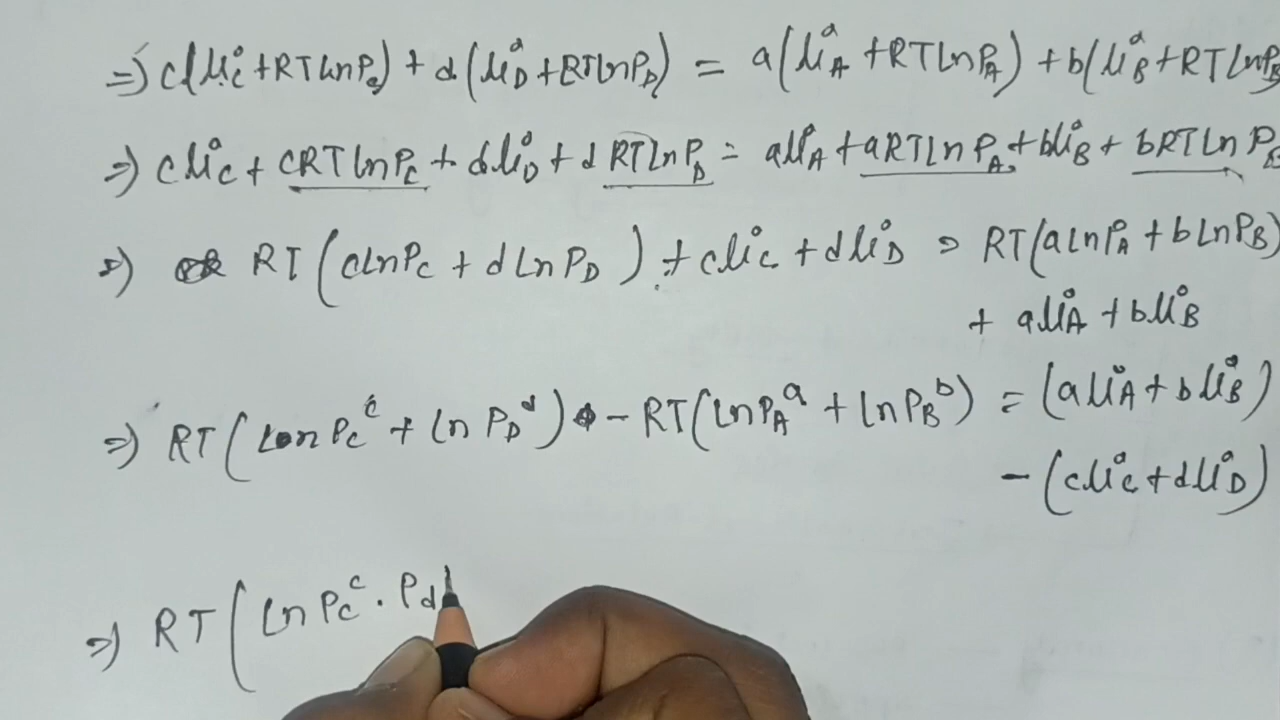 ⇒) c(μ°C + RT ln PC) + d(μ°D + RT ln PD) = a(μ°A + RT Ln PA) + b(μ°B + RT Ln PB
⇒) cμ°C + cRT ln PC + dμ°D + d RT ln PD = aμ°A + aRT Ln PA + bμ°B + bRT Ln PB
⇒) RT (c Ln PC + d Ln PD) + cμ°C + dμ°D = RT(a Ln PA + b Ln PB)
+ aμ°A + bμ°B
⇒) RT (Ln PC^c + ln PD^d) - RT(Ln PA^a + ln PB^b) = (aμ°A + bμ°B)
- (cμ°C + dμ°D)
⇒) RT (Ln PC^c . Pd